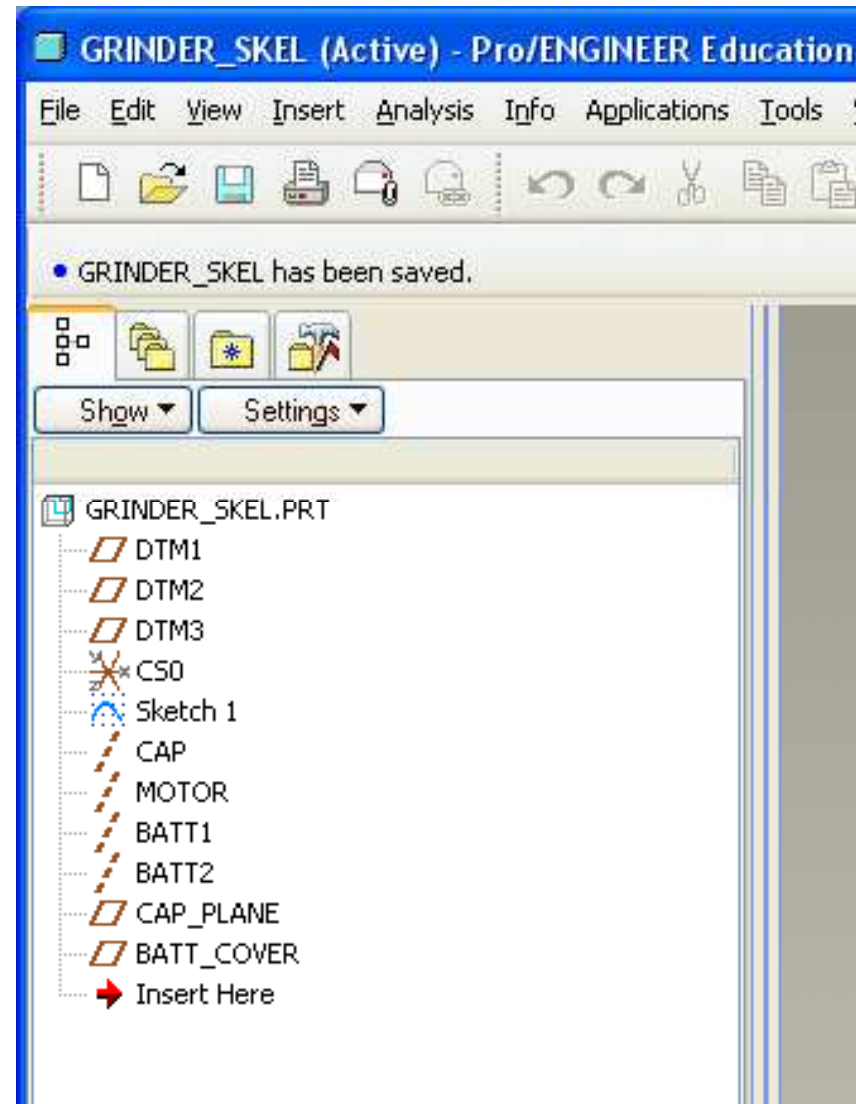 GRINDER_SKEL (Active) - Pro/ENGINEER Education
File Edit View Insert Analysis Info Applications Tools
GRINDER_SKEL has been saved.
Show Settings
GRINDER_SKEL.PRT
DTM1
DTM2
DTM3
CS0
Sketch 1
CAP
MOTOR
BATT1
BATT2
CAP_PLANE
BATT_COVER
Insert Here